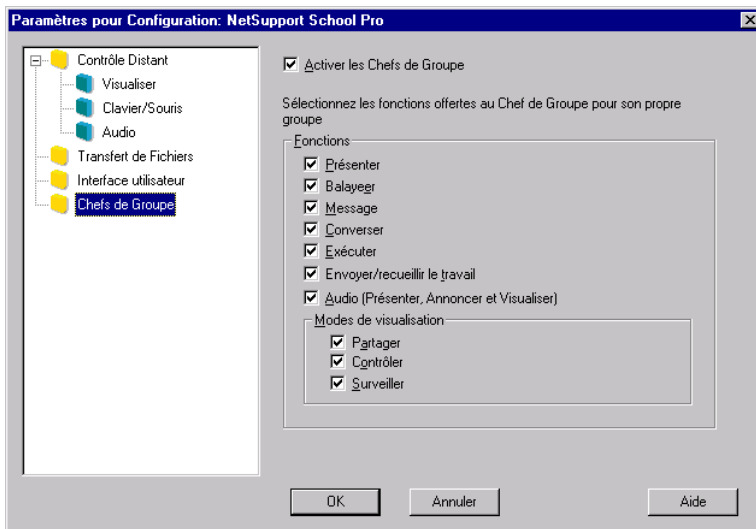 Paramètres pour Configuration: NetSupport School Pro
Contrôle Distant
Visualiser
Clavier/Souris
Audio
Transfert de Fichiers
Interface utilisateur
Chefs de Groupe
Activer les Chefs de Groupe
Sélectionnez les fonctions offertes au Chef de Groupe pour son propre
groupe
Fonctions
Présenter
Balayeer
Message
Converser
Exécuter
Envoyer/recueillir le travail
Audio (Présenter, Annoncer et Visualiser)
Modes de visualisation
Partager
Contrôler
Surveiller
OK
Annuler
Aide